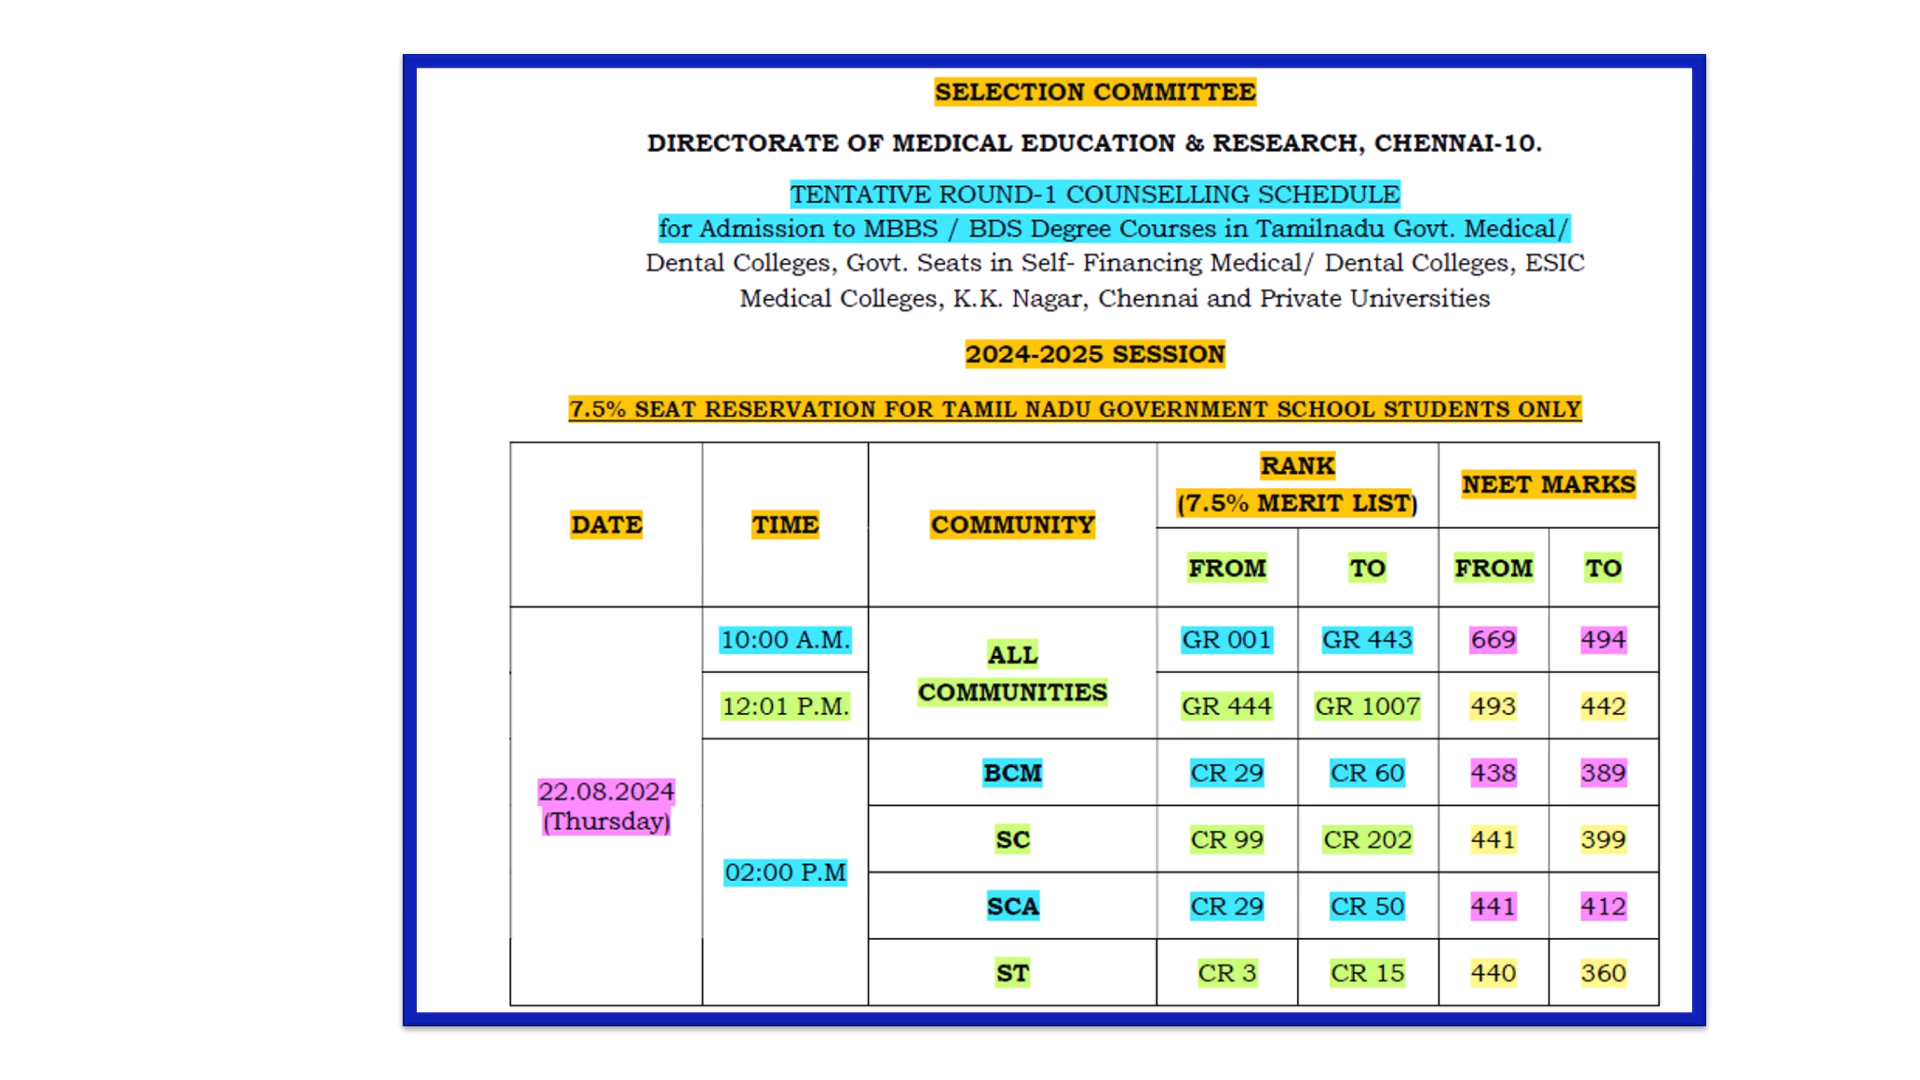 SELECTION COMMITTEE
DIRECTORATE OF MEDICAL EDUCATION & RESEARCH, CHENNAI-10.
TENTATIVE ROUND-1 COUNSELLING SCHEDULE
for Admission to MBBS / BDS Degree Courses in Tamilnadu Govt. Medical/
Dental Colleges, Govt. Seats in Self- Financing Medical/ Dental Colleges, ESIC
Medical Colleges, K.K. Nagar, Chennai and Private Universities
2024-2025 SESSION
7.5% SEAT RESERVATION FOR TAMIL NADU GOVERNMENT SCHOOL STUDENTS ONLY
DATE TIME COMMUNITY RANK (7.5% MERIT LIST) NEET MARKS
FROM TO FROM TO
22.08.2024
(Thursday)
10:00 A.M. ALL COMMUNITIES GR 001 GR 443 669 494
12:01 P.M. GR 444 GR 1007 493 442
02:00 P.M BCM CR 29 CR 60 438 389
SC CR 99 CR 202 441 399
SCA CR 29 CR 50 441 412
ST CR 3 CR 15 440 360